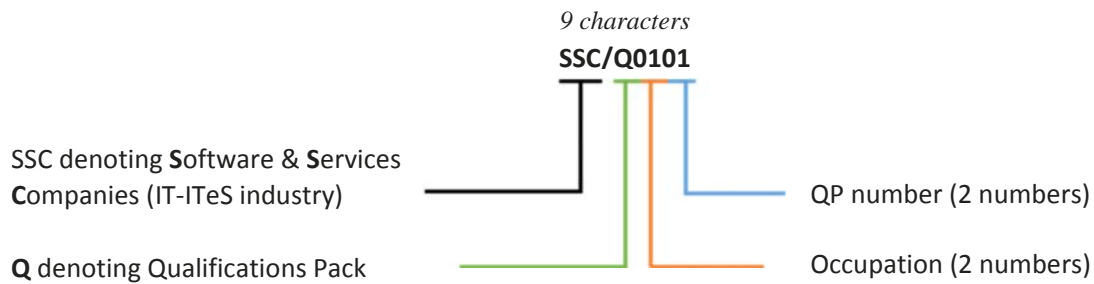 9 characters
SSC/Q0101
SSC denoting Software & Services
Companies (IT-ITeS industry)
QP number (2 numbers)
Q denoting Qualifications Pack
Occupation (2 numbers)